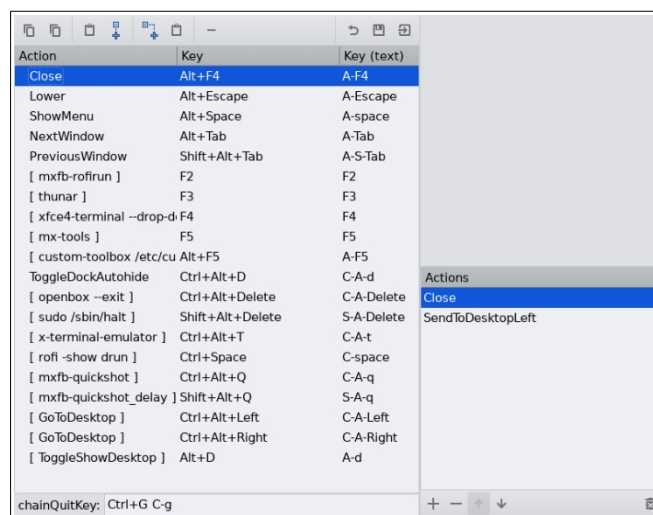 Action Key Key (text)
Close Alt+F4 A-F4
Lower Alt+Escape A-Escape
ShowMenu Alt+Space A-space
NextWindow Alt+Tab A-Tab
PreviousWindow Shift+Alt+Tab A-S-Tab
[ mxfb-rofirun ] F2 F2
[ thunar ] F3 F3
[ xfce4-terminal --drop-d F4 F4
[ mx-tools ] F5 F5
[ custom-toolbox /etc/cu Alt+F5 A-F5
ToggleDockAutohide Ctrl+Alt+D C-A-d
[ openbox --exit ] Ctrl+Alt+Delete C-A-Delete
[ sudo /sbin/halt ] Shift+Alt+Delete S-A-Delete
[ x-terminal-emulator ] Ctrl+Alt+T C-A-t
[ rofi -show drun ] Ctrl+Space C-space
[ mxfb-quickshot ] Ctrl+Alt+Q C-A-q
[ mxfb-quickshot_delay ] Shift+Alt+Q S-A-q
[ GoToDesktop ] Ctrl+Alt+Left C-A-Left
[ GoToDesktop ] Ctrl+Alt+Right C-A-Right
[ ToggleShowDesktop ] Alt+D A-d
chainQuitKey: Ctrl+G C-g
Actions
Close
SendToDesktopLeft